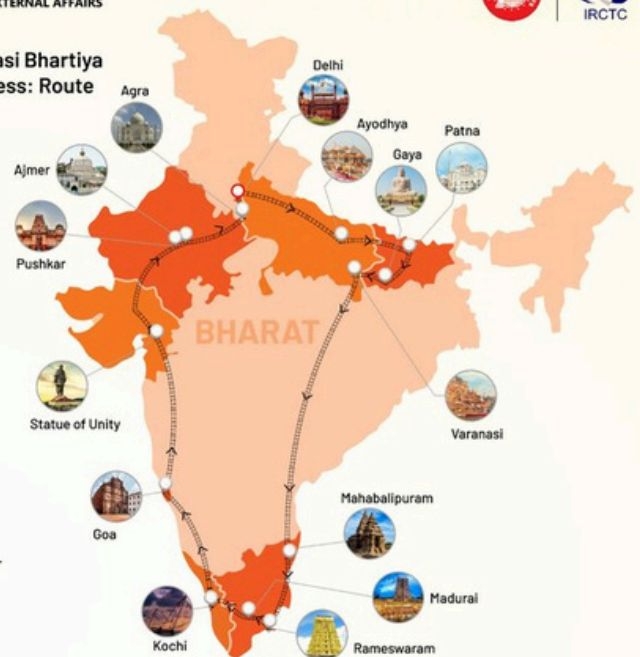 EXTERNAL AFFAIRS
IRCTC
asi Bhartiya
ess: Route
Delhi
Agra
Ayodhya
Patna
Gaya
Ajmer
Pushkar
BHARAT
Statue of Unity
Varanasi
Mahabalipuram
Goa
Madurai
Kochi
Rameswaram